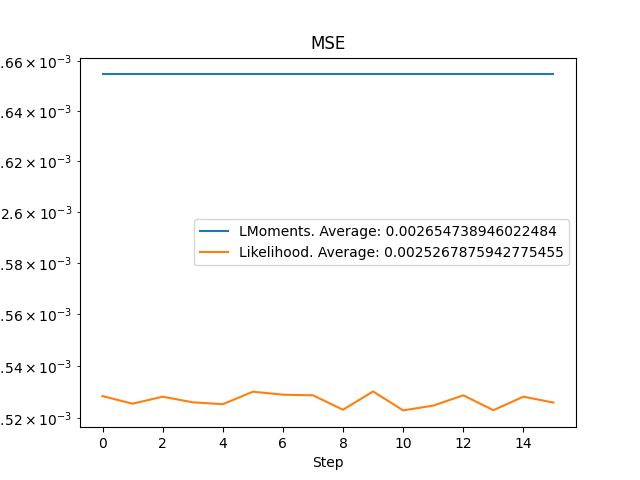 MSE
.66 × 10⁻³
.64 × 10⁻³
.62 × 10⁻³
2.6 × 10⁻³
.58 × 10⁻³
.56 × 10⁻³
.54 × 10⁻³
.52 × 10⁻³
LMoments. Average: 0.002654738946022484
Likelihood. Average: 0.0025267875942775455
0 2 4 6 8 10 12 14
Step